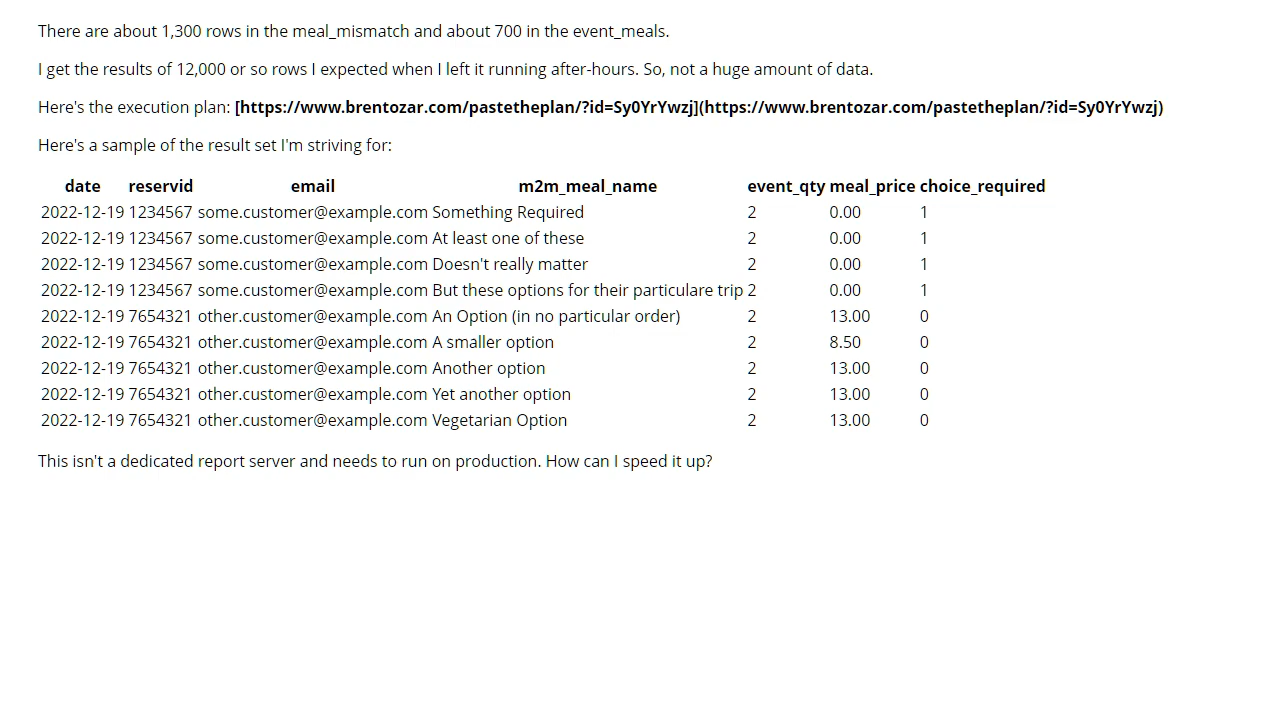 There are about 1,300 rows in the meal_mismatch and about 700 in the event_meals.
I get the results of 12,000 or so rows I expected when I left it running after-hours. So, not a huge amount of data.
Here's the execution plan: [https://www.brentozar.com/pastetheplan/?id=Sy0YrYwzj](https://www.brentozar.com/pastetheplan/?id=Sy0YrYwzj)
Here's a sample of the result set I'm striving for:
date reservid email m2m_meal_name event_qty meal_price choice_required
2022-12-19 1234567 some.customer@example.com Something Required 2 0.00 1
2022-12-19 1234567 some.customer@example.com At least one of these 2 0.00 1
2022-12-19 1234567 some.customer@example.com Doesn't really matter 2 0.00 1
2022-12-19 1234567 some.customer@example.com But these options for their particulare trip 2 0.00 1
2022-12-19 7654321 other.customer@example.com An Option (in no particular order) 2 13.00 0
2022-12-19 7654321 other.customer@example.com A smaller option 2 8.50 0
2022-12-19 7654321 other.customer@example.com Another option 2 13.00 0
2022-12-19 7654321 other.customer@example.com Yet another option 2 13.00 0
2022-12-19 7654321 other.customer@example.com Vegetarian Option 2 13.00 0
This isn't a dedicated report server and needs to run on production. How can I speed it up?